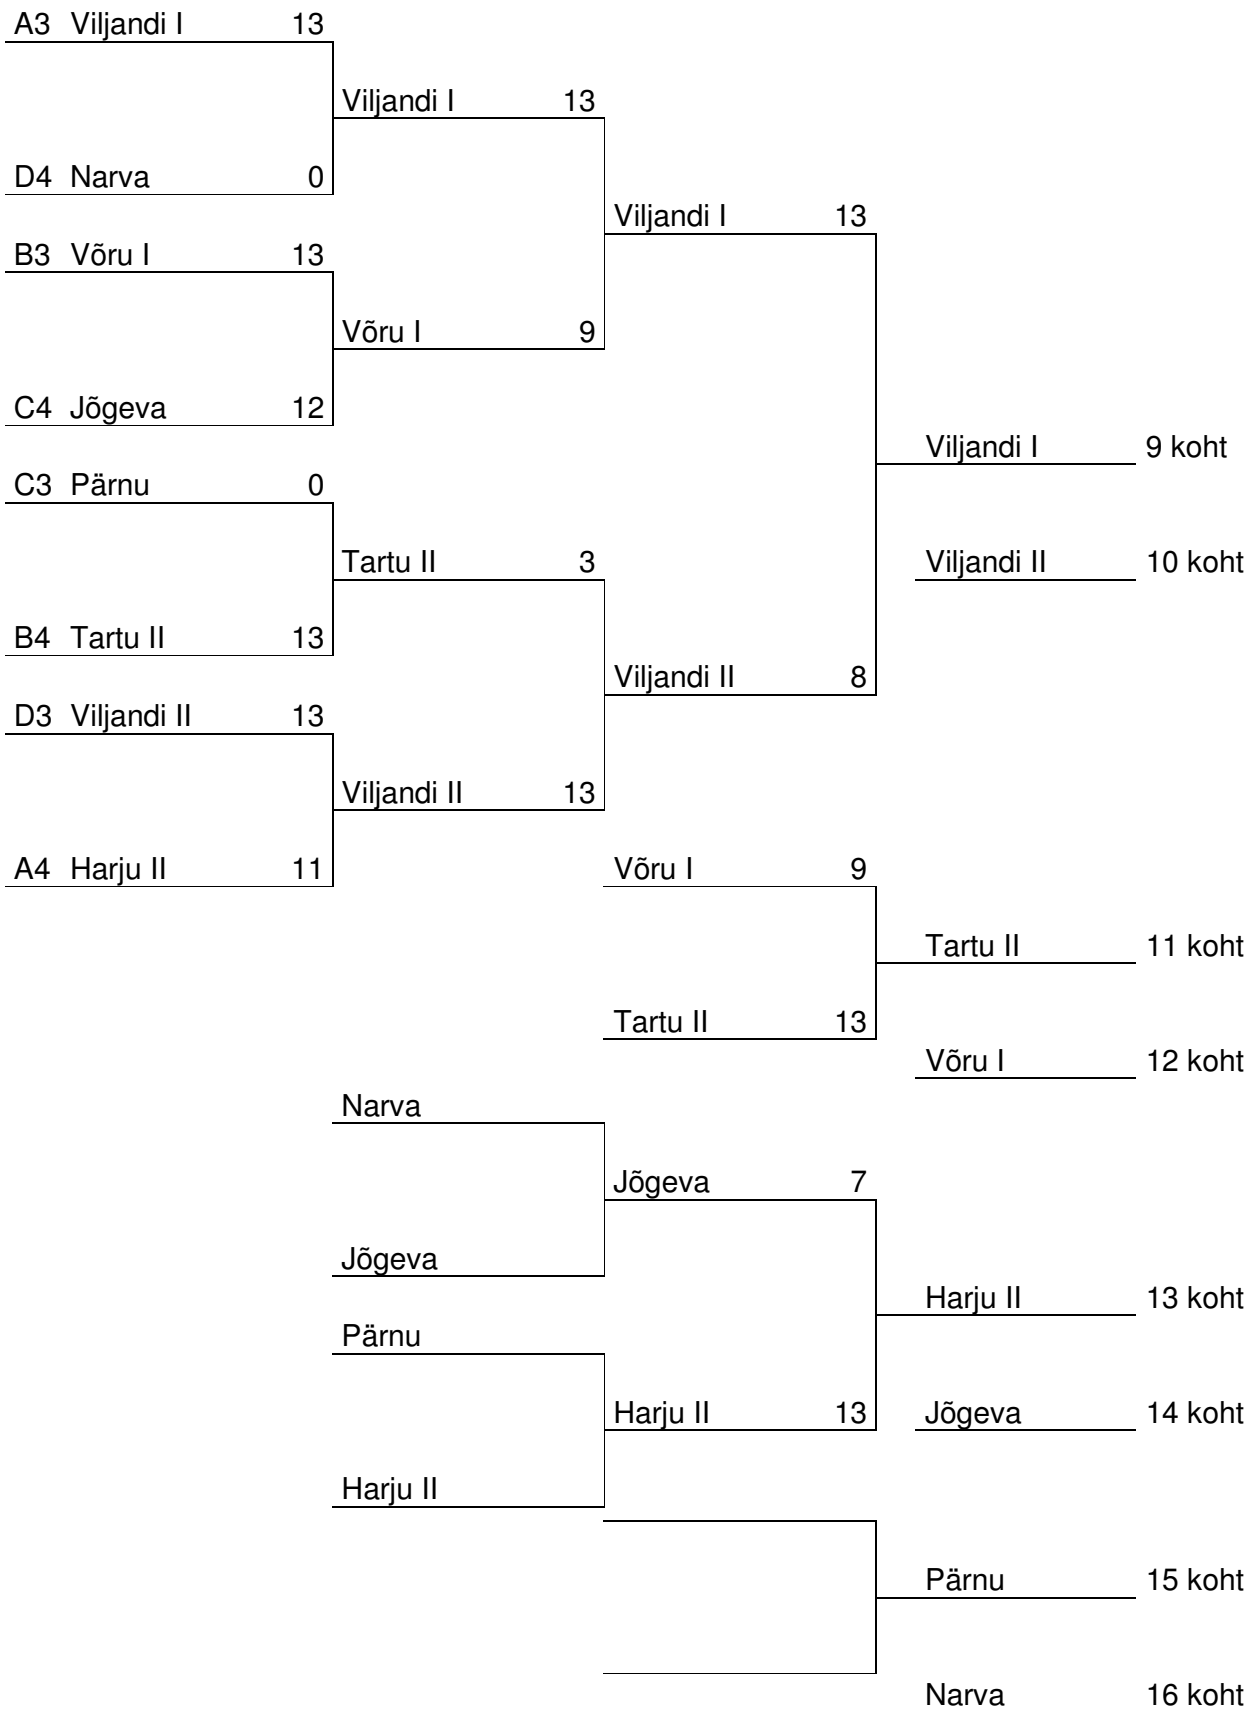 A3 Viljandi I 13
Viljandi I 13
D4 Narva 0
Viljandi I 13
B3 Võru I 13
Võru I 9
C4 Jõgeva 12
Viljandi I 9 koht
C3 Pärnu 0
Tartu II 3
Viljandi II 10 koht
B4 Tartu II 13
Viljandi II 8
D3 Viljandi II 13
Viljandi II 13
A4 Harju II 11
Võru I 9
Tartu II 11 koht
Tartu II 13
Võru I 12 koht
Narva
Jõgeva 7
Jõgeva
Harju II 13 koht
Pärnu
Harju II 13
Jõgeva 14 koht
Harju II
Pärnu 15 koht
Narva 16 koht